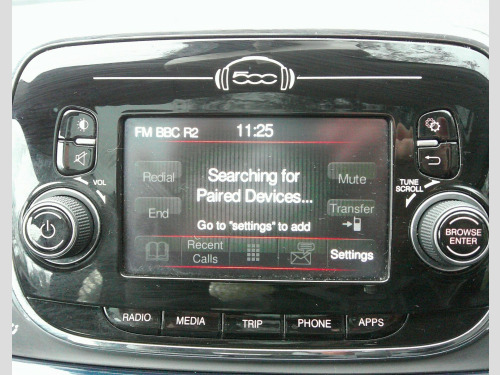 500
FM BBC R2 11:25
VOL
TUNE
SCROLL
Redial
Searching for
Paired Devices...
Mute
End
Transfer
Go to "settings" to add
Recent
Calls
Settings
BROWSE
ENTER
RADIO MEDIA TRIP PHONE APPS